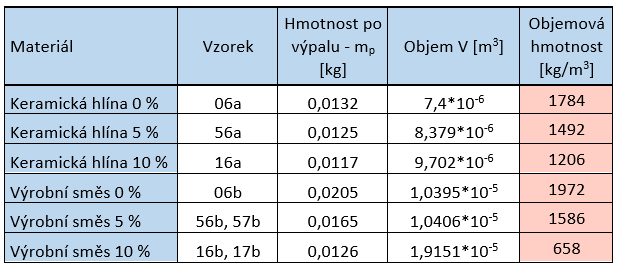 Materiál Vzorek Hmotnost po výpalu - mp [kg] Objem V [m3] Objemová hmotnost [kg/m3]
Keramická hlína 0 % 06a 0,0132 7,4*10-6 1784
Keramická hlína 5 % 56a 0,0125 8,379*10-6 1492
Keramická hlína 10 % 16a 0,0117 9,702*10-6 1206
Výrobní směs 0 % 06b 0,0205 1,0395*10-5 1972
Výrobní směs 5 % 56b, 57b 0,0165 1,0406*10-5 1586
Výrobní směs 10 % 16b, 17b 0,0126 1,9151*10-5 658